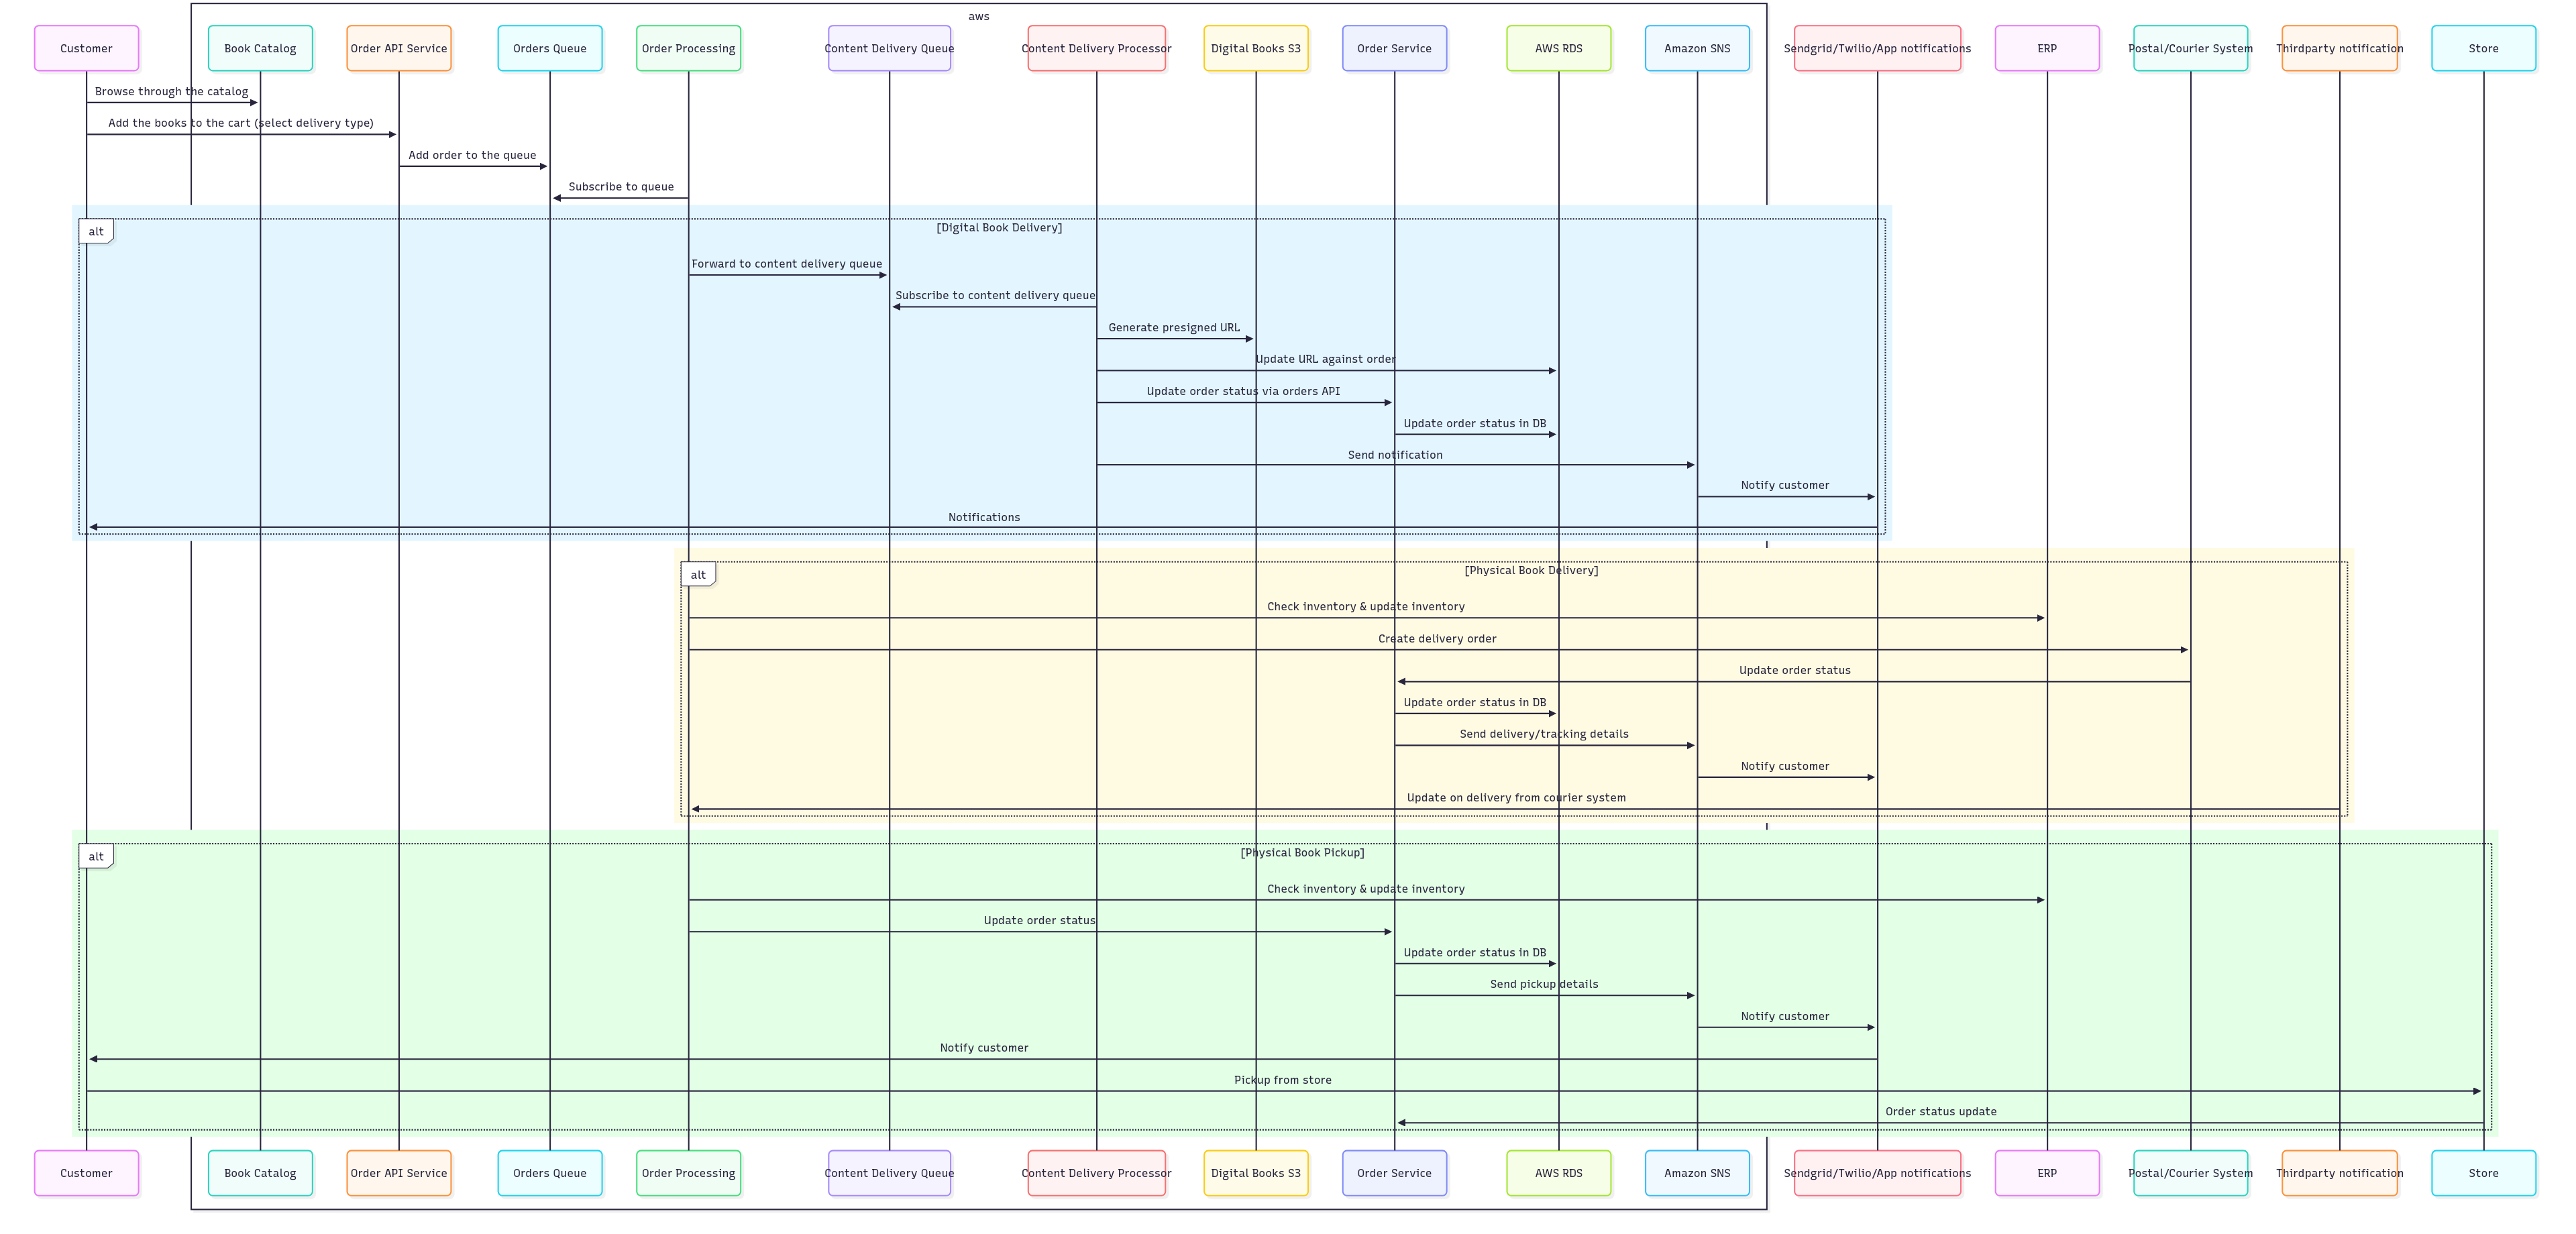 aws
Customer
Book Catalog
Order API Service
Orders Queue
Order Processing
Content Delivery Queue
Content Delivery Processor
Digital Books S3
Order Service
AWS RDS
Amazon SNS
Sendgrid/Twilio/App notifications
ERP
Postal/Courier System
Thirdparty notification
Store
Browse through the catalog
Add the books to the cart (select delivery type)
Add order to the queue
Subscribe to queue
alt
[Digital Book Delivery]
Forward to content delivery queue
Subscribe to content delivery queue
Generate presigned URL
Update URL against order
Update order status via orders API
Update order status in DB
Send notification
Notify customer
Notifications
alt
[Physical Book Delivery]
Check inventory & update inventory
Create delivery order
Update order status
Update order status in DB
Send delivery/tracking details
Notify customer
Update on delivery from courier system
alt
[Physical Book Pickup]
Check inventory & update inventory
Update order status
Update order status in DB
Send pickup details
Notify customer
Notify customer
Pickup from store
Order status update
Customer
Book Catalog
Order API Service
Orders Queue
Order Processing
Content Delivery Queue
Content Delivery Processor
Digital Books S3
Order Service
AWS RDS
Amazon SNS
Sendgrid/Twilio/App notifications
ERP
Postal/Courier System
Thirdparty notification
Store